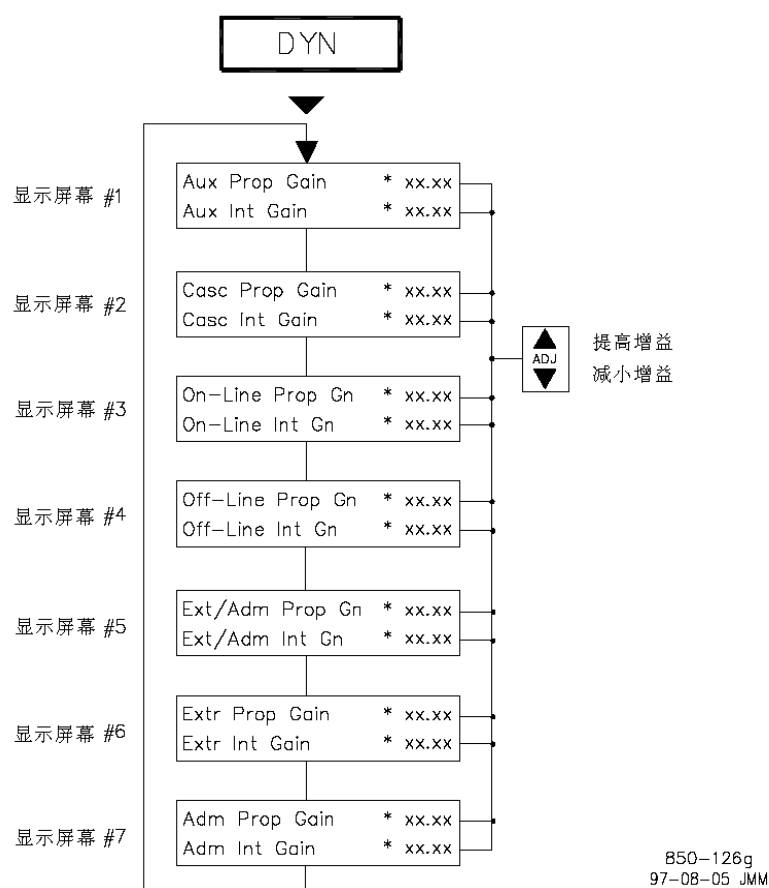 DYN
显示屏幕 #1
Aux Prop Gain * xx.xx
Aux Int Gain * xx.xx
显示屏幕 #2
Casc Prop Gain * xx.xx
Casc Int Gain * xx.xx
ADJ
提高增益
减小增益
显示屏幕 #3
On-Line Prop Gn * xx.xx
On-Line Int Gn * xx.xx
显示屏幕 #4
Off-Line Prop Gn * xx.xx
Off-Line Int Gn * xx.xx
显示屏幕 #5
Ext/Adm Prop Gn * xx.xx
Ext/Adm Int Gn * xx.xx
显示屏幕 #6
Extr Prop Gain * xx.xx
Extr Int Gain * xx.xx
显示屏幕 #7
Adm Prop Gain * xx.xx
Adm Int Gain * xx.xx
850-126g
97-08-05 JMM